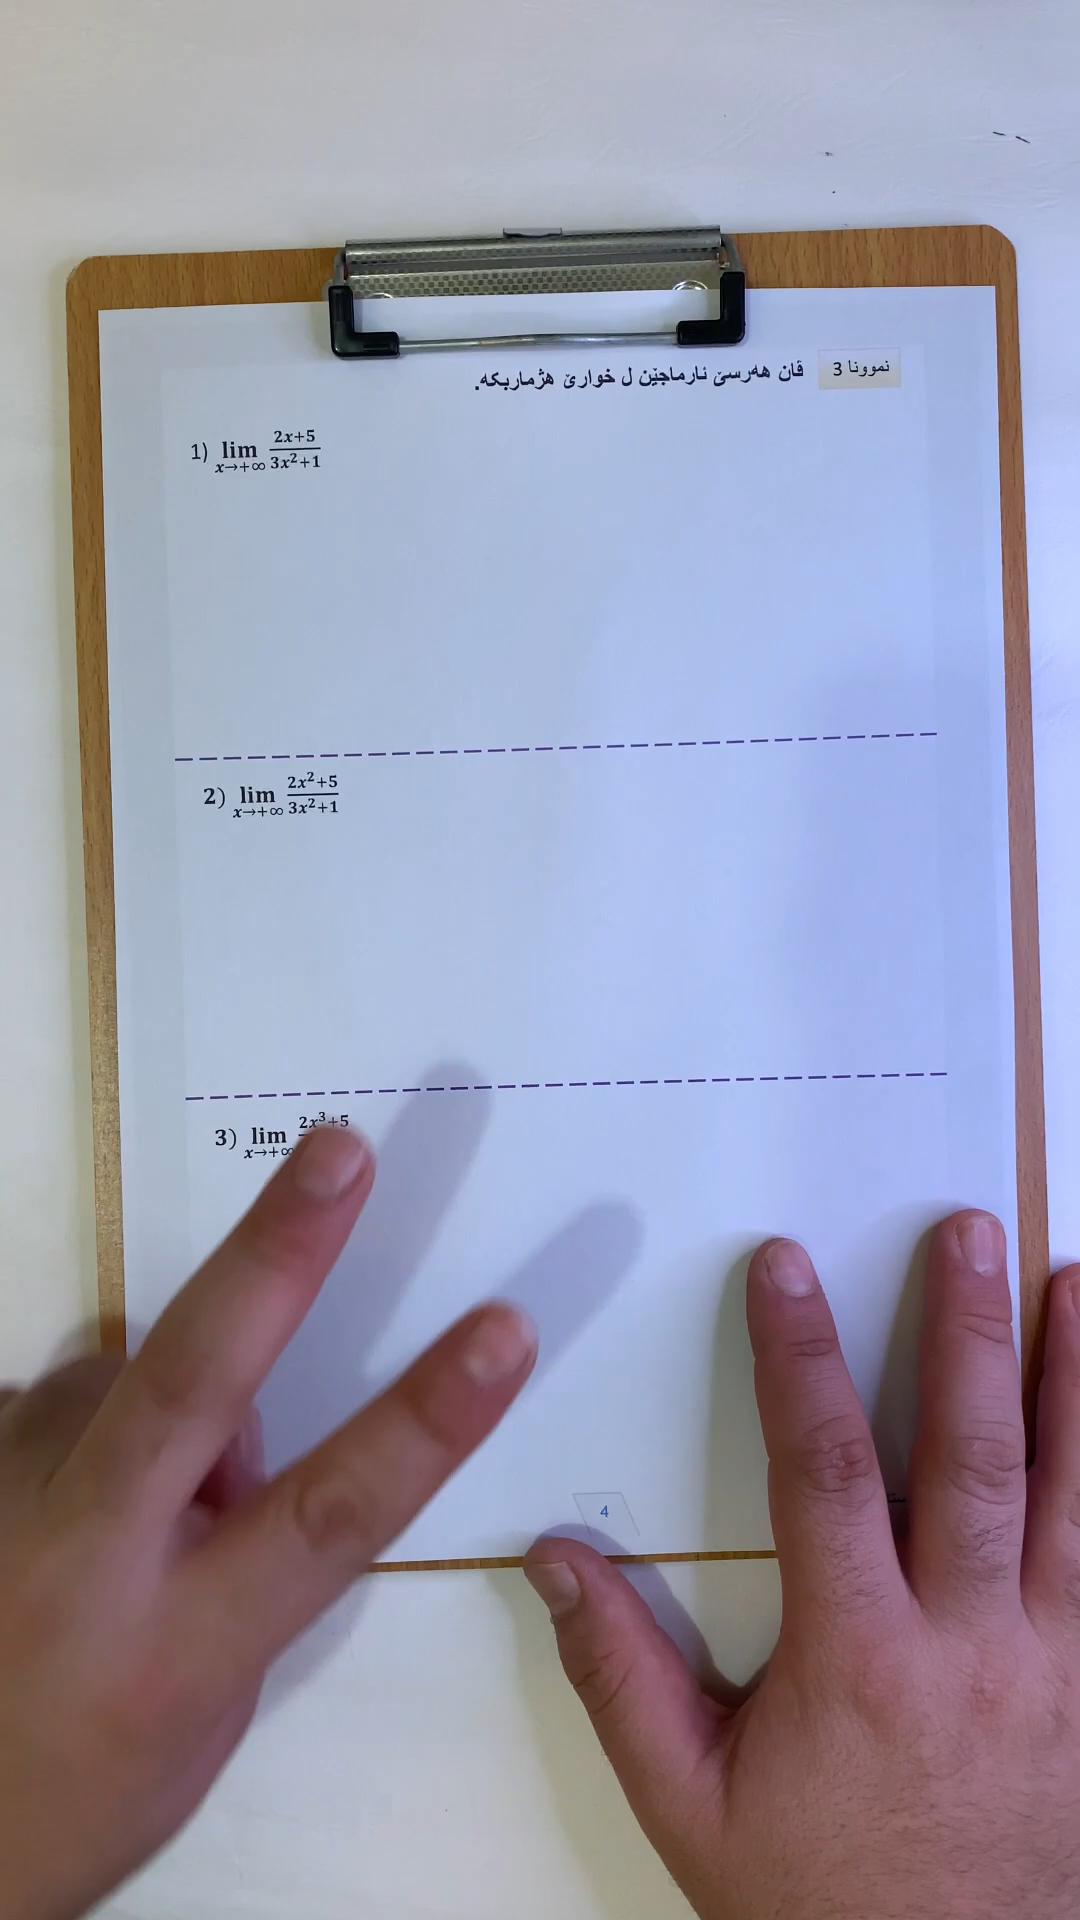 نموونا 3 ڤان هەرسێ ئارماجێن ل خوارێ هژماربکە.
1) lim x→+∞ (2x+5)/(3x²+1)
2) lim x→+∞ (2x²+5)/(3x²+1)
3) lim x→+∞ 2x³+5
4